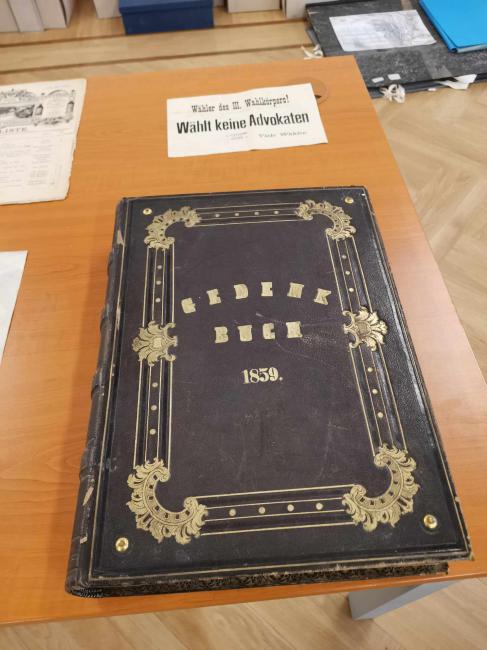 Wähler des III. Wahlkörpers!
Wählt keine Advokaten
Viele Wähler.
LISTE
GEDENK
BUCH
1859.